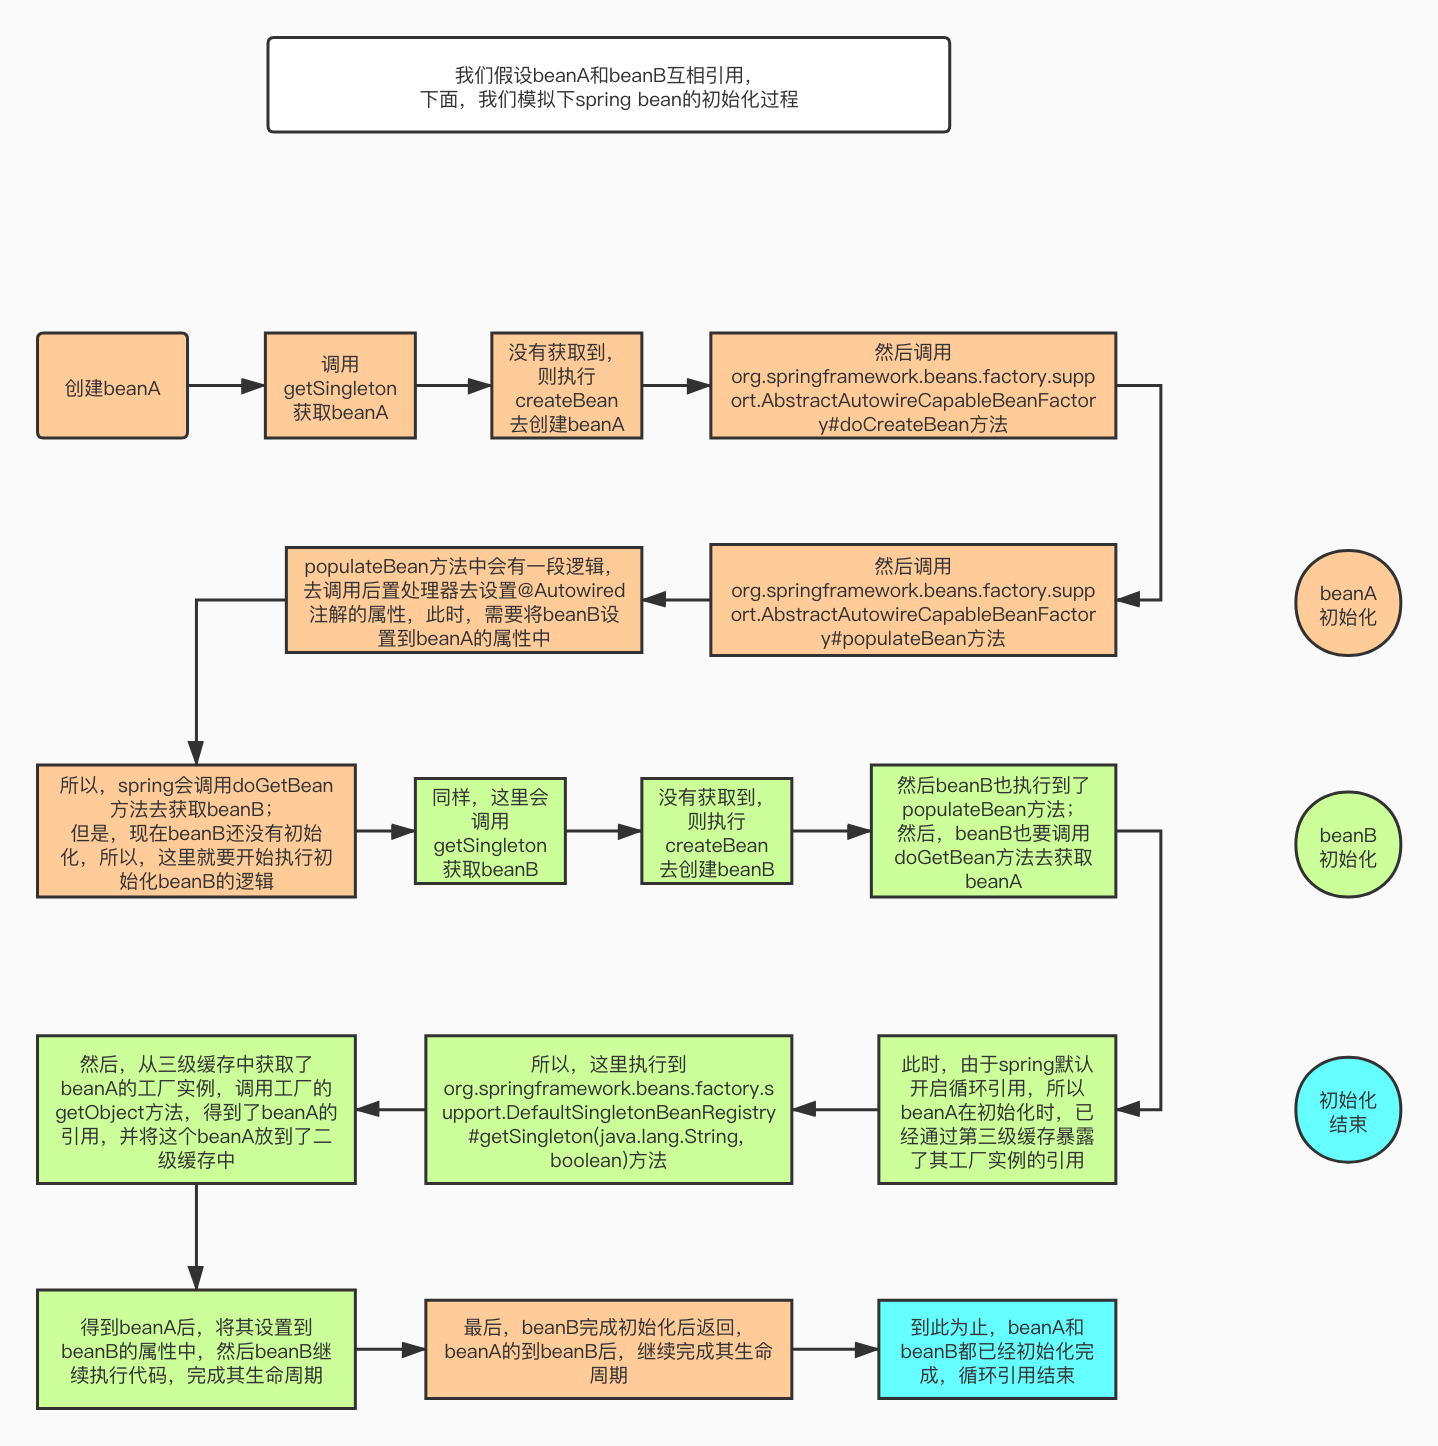 我们假设beanA和beanB互相引用，
下面，我们模拟下spring bean的初始化过程
创建beanA
调用
getSingleton
获取beanA
没有获取到，
则执行
createBean
去创建beanA
然后调用
org.springframework.beans.factory.supp
ort.AbstractAutowireCapableBeanFactor
y#doCreateBean方法
然后调用
org.springframework.beans.factory.supp
ort.AbstractAutowireCapableBeanFactor
y#populateBean方法
populateBean方法中会有一段逻辑，
去调用后置处理器去设置@Autowired
注解的属性，此时，需要将beanB设
置到beanA的属性中
beanA
初始化
所以，spring会调用doGetBean
方法去获取beanB；
但是，现在beanB还没有初始
化，所以，这里就要开始执行初
始化beanB的逻辑
同样，这里会
调用
getSingleton
获取beanB
没有获取到，
则执行
createBean
去创建beanB
然后beanB也执行到了
populateBean方法；
然后，beanB也要调用
doGetBean方法去获取
beanA
beanB
初始化
此时，由于spring默认
开启循环引用，所以
beanA在初始化时，已
经通过第三级缓存暴露
了其工厂实例的引用
所以，这里执行到
org.springframework.beans.factory.s
upport.DefaultSingletonBeanRegistry
#getSingleton(java.lang.String,
boolean)方法
然后，从三级缓存中获取了
beanA的工厂实例，调用工厂的
getObject方法，得到了beanA的
引用，并将这个beanA放到了二
级缓存中
初始化
结束
得到beanA后，将其设置到
beanB的属性中，然后beanB继
续执行代码，完成其生命周期
最后，beanB完成初始化后返回，
beanA的到beanB后，继续完成其生命
周期
到此为止，beanA和
beanB都已经初始化完
成，循环引用结束